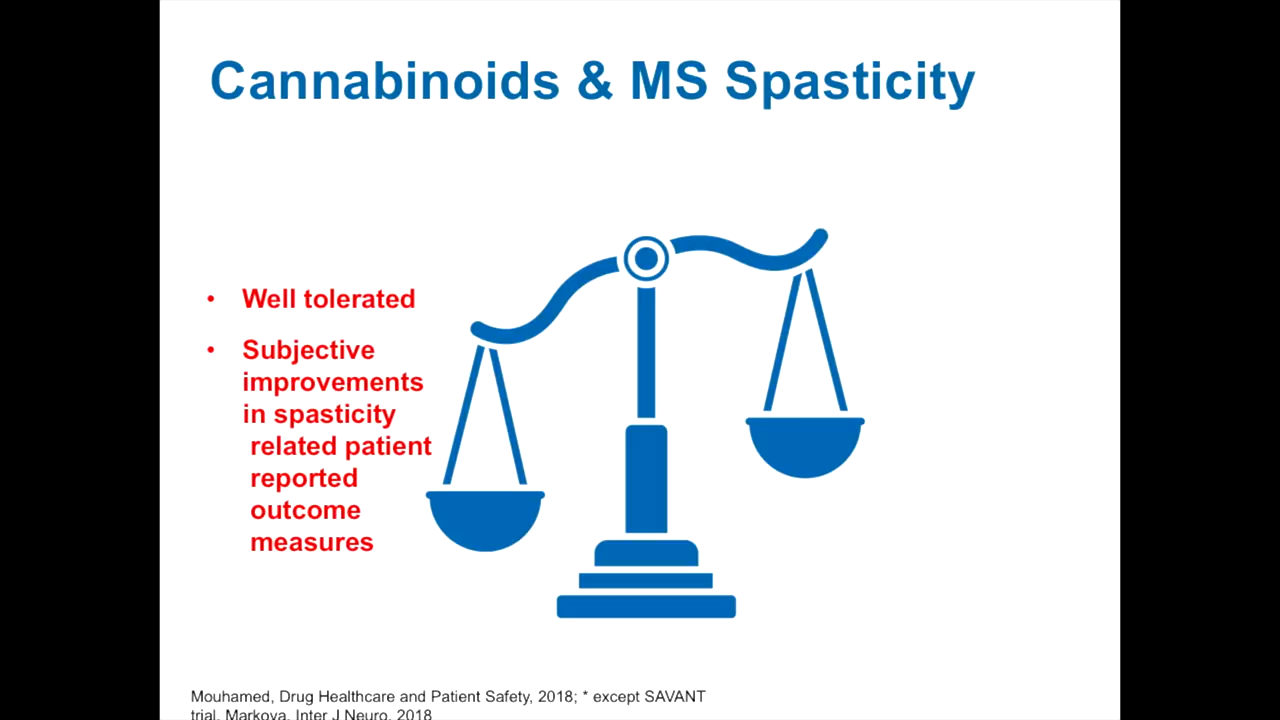 Cannabinoids & MS Spasticity
• Well tolerated
• Subjective
improvements
in spasticity
related patient
reported
outcome
measures
Mouhamed, Drug Healthcare and Patient Safety, 2018; * except SAVANT
trial, Markova, Inter J Neuro, 2018